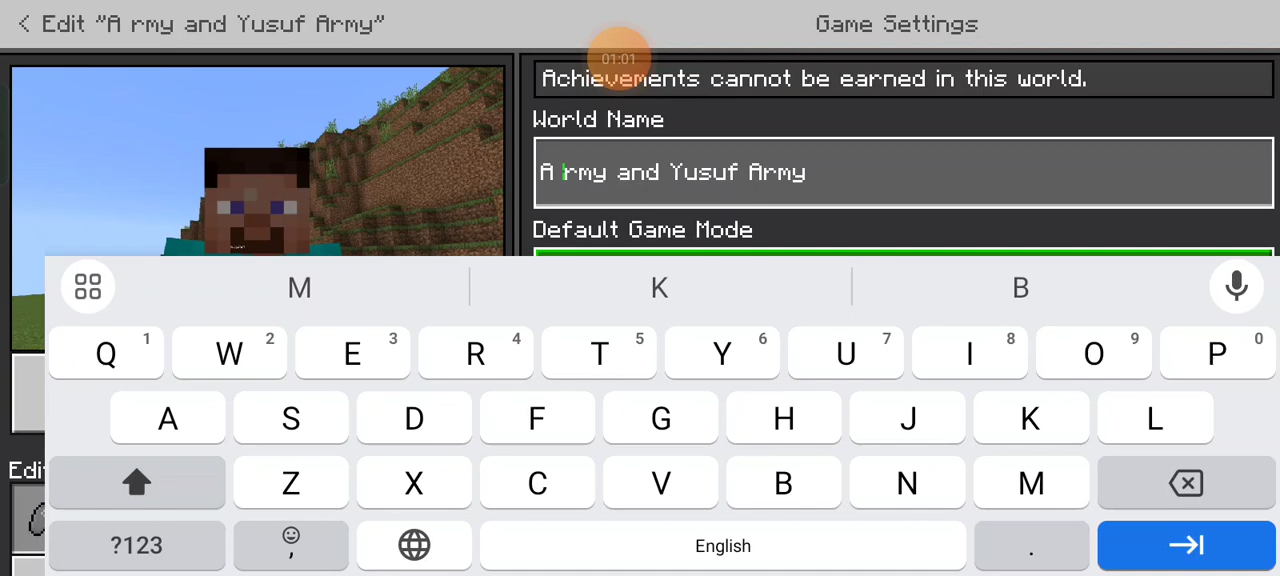 < Edit "A rmy and Yusuf Army"
Game Settings
01:01
Achievements cannot be earned in this world.
World Name
A rmy and Yusuf Army
Default Game Mode
M K B
Q 1 W 2 E 3 R 4 T 5 Y 6 U 7 I 8 O 9 P 0
A S D F G H J K L
Edi
Z X C V B N M
?123 , English .